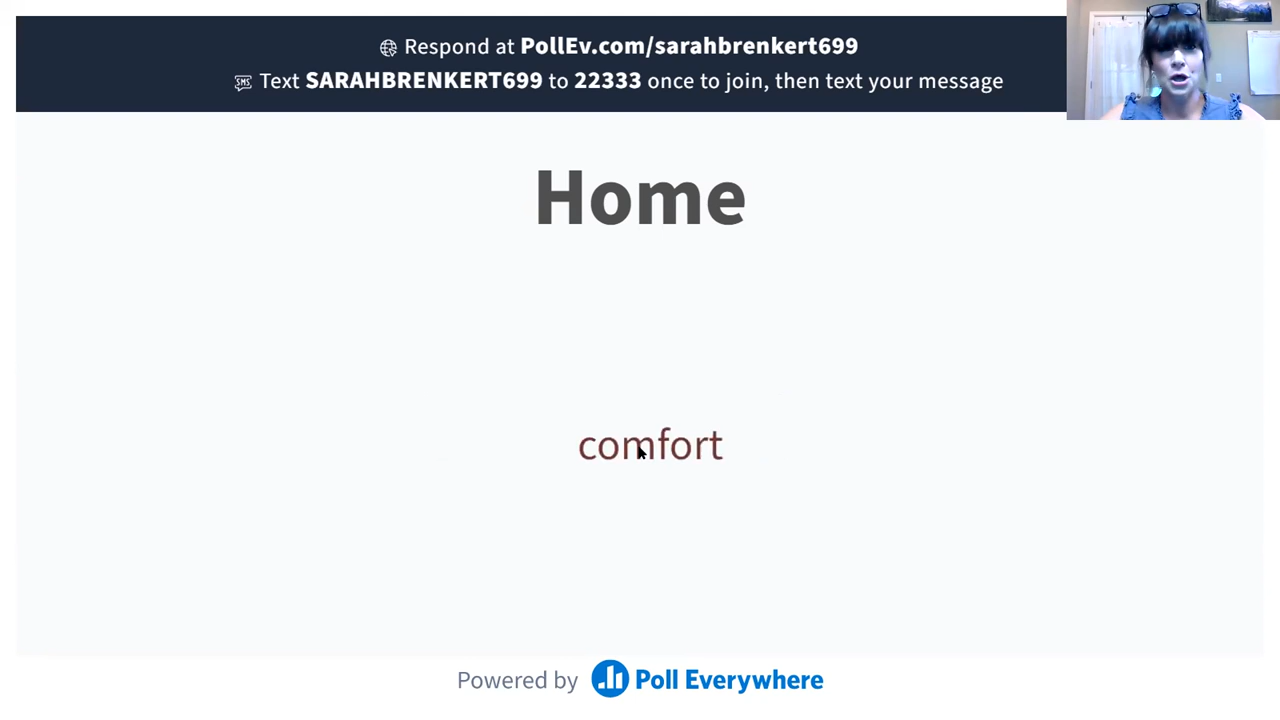 Respond at PollEv.com/sarahbrenkert699
Text SARAHBRENKERT699 to 22333 once to join, then text your message
Home
comfort
Powered by Poll Everywhere